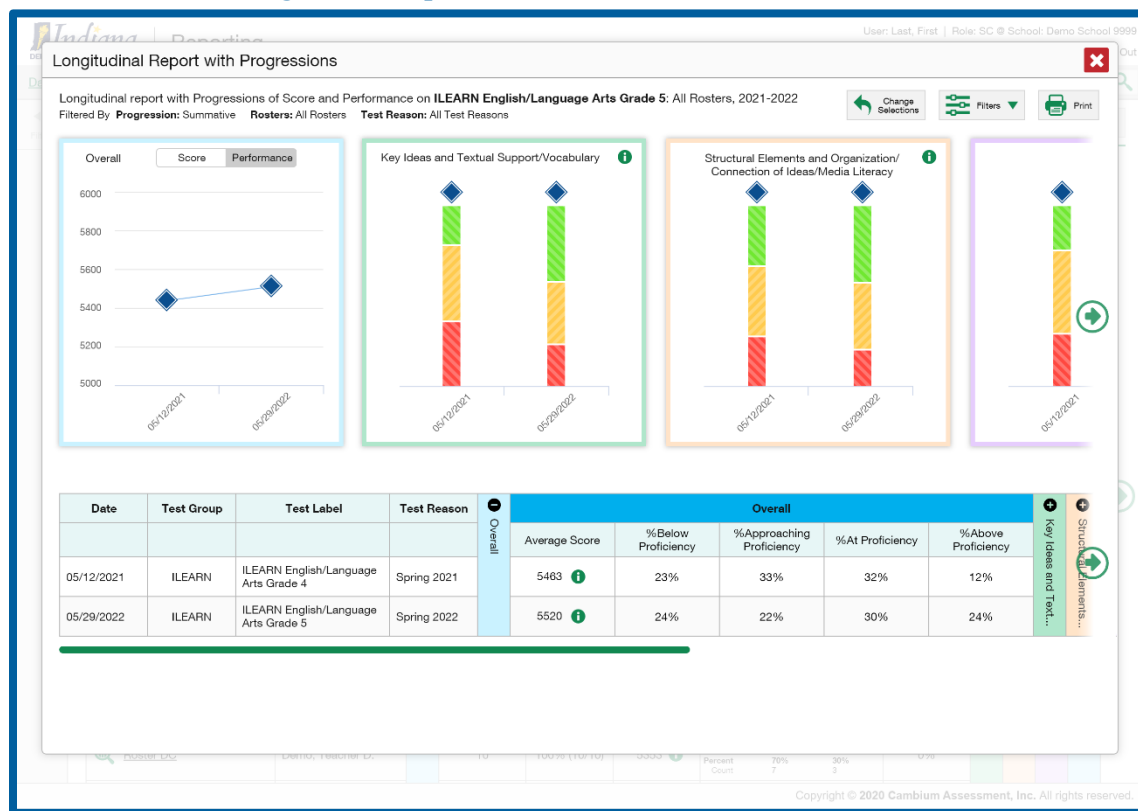 Indiana
Reporting
User: Last, First | Role: SC @ School: Demo School 9999
Longitudinal Report with Progressions
Out
Longitudinal report with Progressions of Score and Performance on ILEARN English/Language Arts Grade 5: All Rosters, 2021-2022
Filtered By Progression: Summative Rosters: All Rosters Test Reason: All Test Reasons
Change Selections
Filters
Print
Overall
Score
Performance
6000
5800
5600
5400
5200
5000
05/12/2021
05/29/2022
Key Ideas and Textual Support/Vocabulary
05/12/2021
05/29/2022
Structural Elements and Organization/
Connection of Ideas/Media Literacy
05/12/2021
05/29/2022
05/12/2021
Date Test Group Test Label Test Reason Overall Overall Key Ideas and Text... Structural Elements...
Average Score %Below Proficiency %Approaching Proficiency %At Proficiency %Above Proficiency
05/12/2021 ILEARN ILEARN English/Language Arts Grade 4 Spring 2021 5463 23% 33% 32% 12%
05/29/2022 ILEARN ILEARN English/Language Arts Grade 5 Spring 2022 5520 24% 22% 30% 24%
Roster DC Demo, Teacher D. 10 100% (10/10) 5353 Percent 70% 30% 0%
Count 7 3
Copyright © 2020 Cambium Assessment, Inc. All rights reserved.